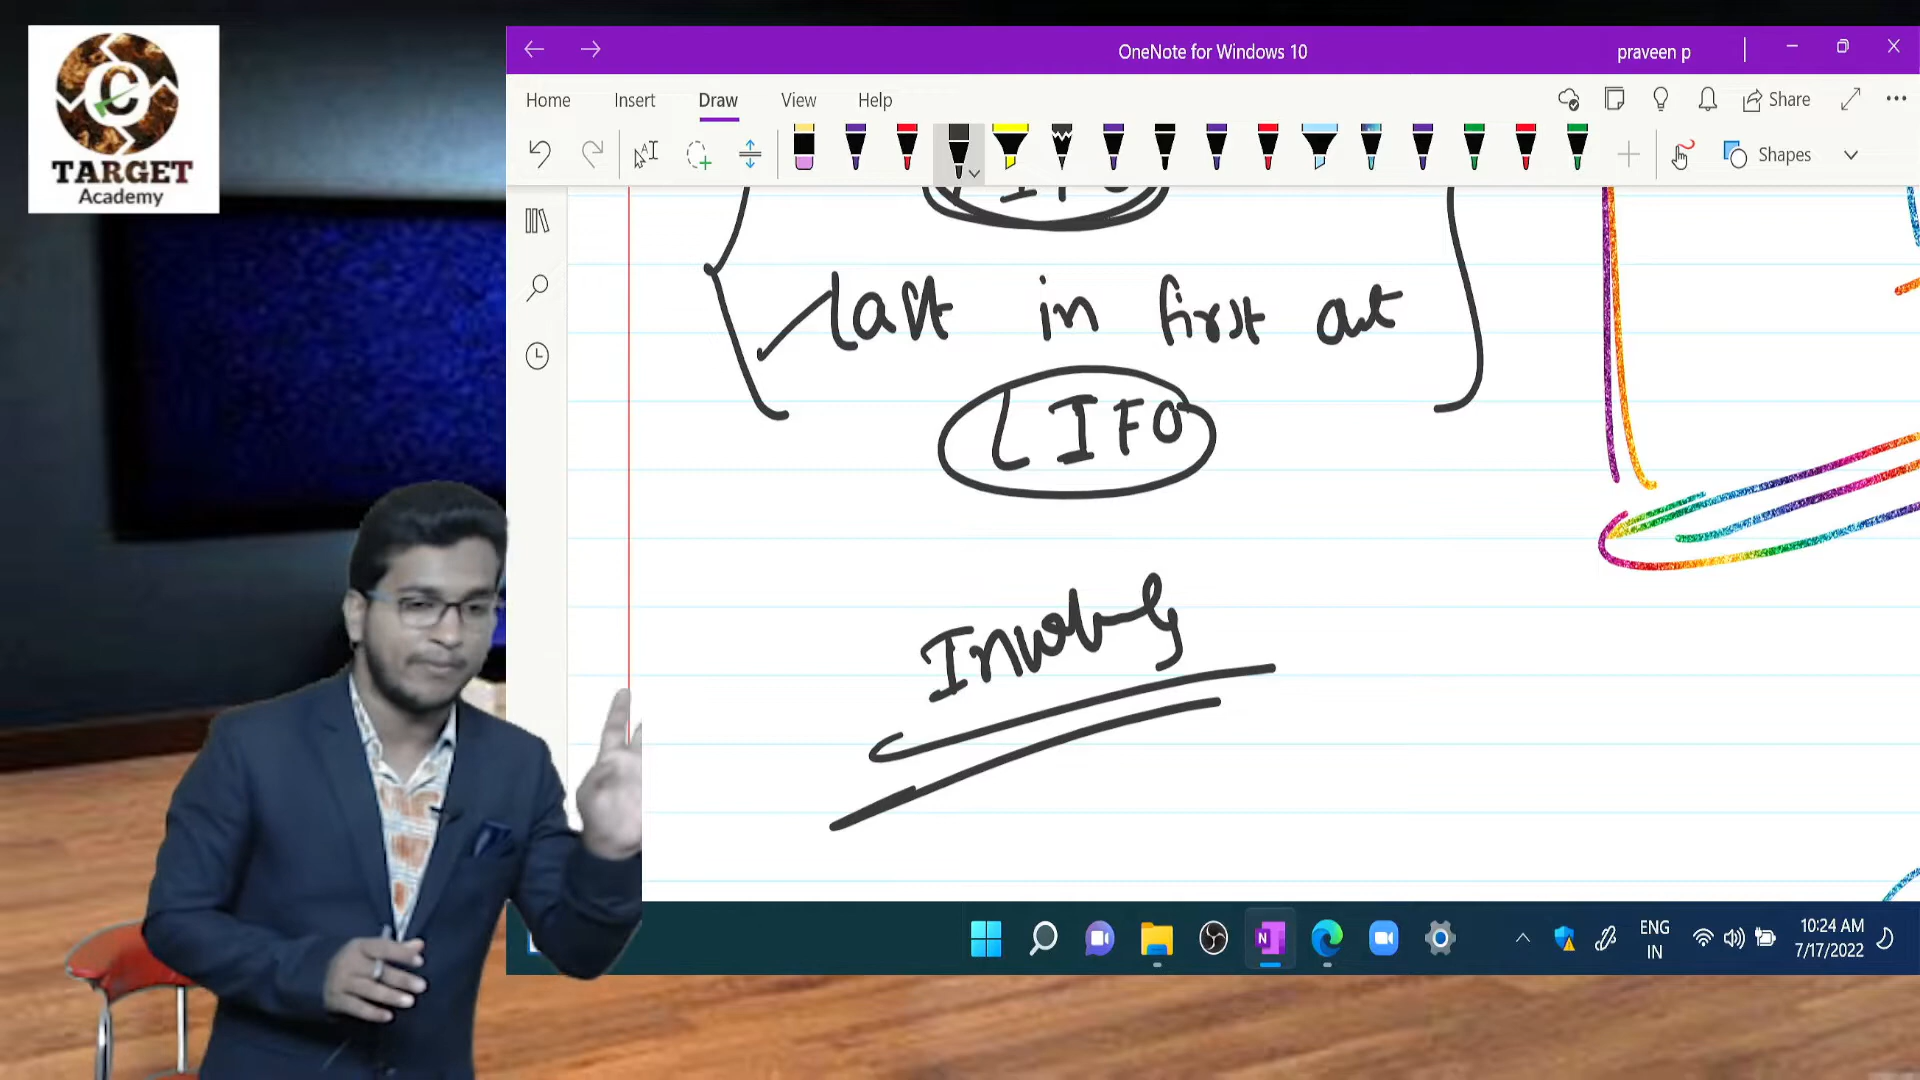 TARGET
Academy
OneNote for Windows 10
praveen p
Home Insert Draw View Help
Share
Shapes
last in first out
LIFO
ENG
IN
10:24 AM
7/17/2022